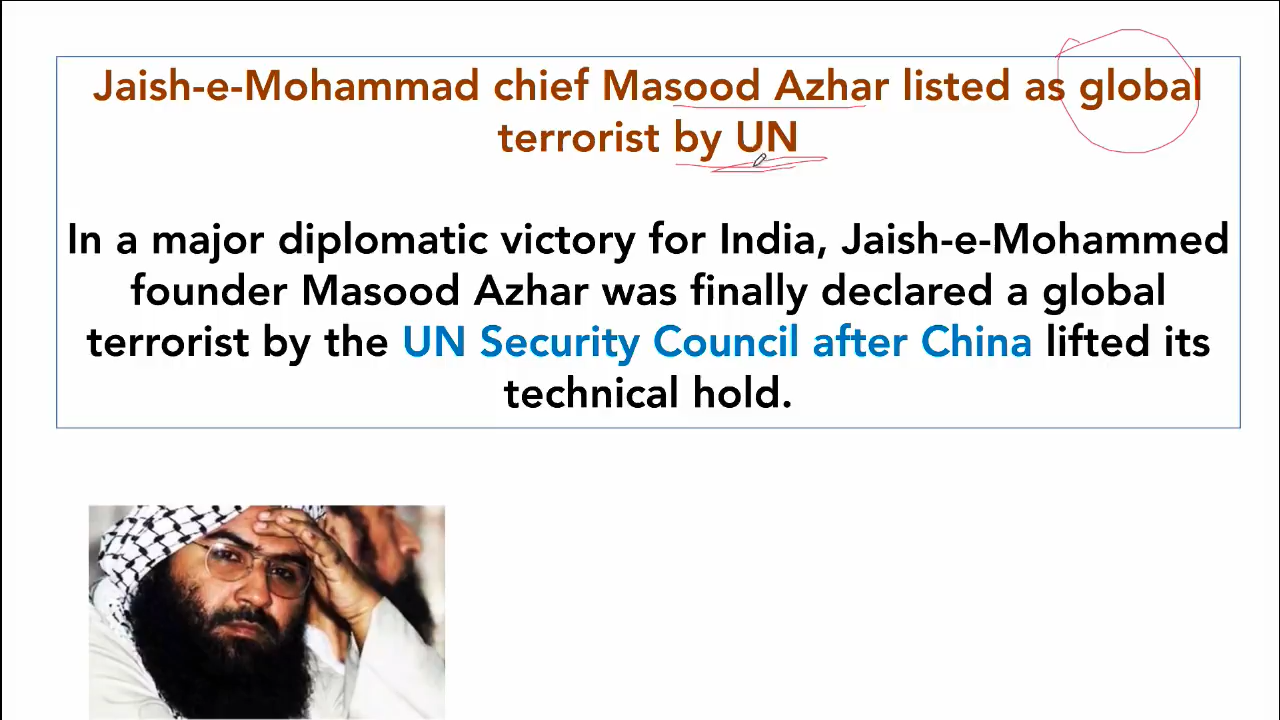 Jaish-e-Mohammad chief Masood Azhar listed as global
terrorist by UN
In a major diplomatic victory for India, Jaish-e-Mohammed
founder Masood Azhar was finally declared a global
terrorist by the UN Security Council after China lifted its
technical hold.